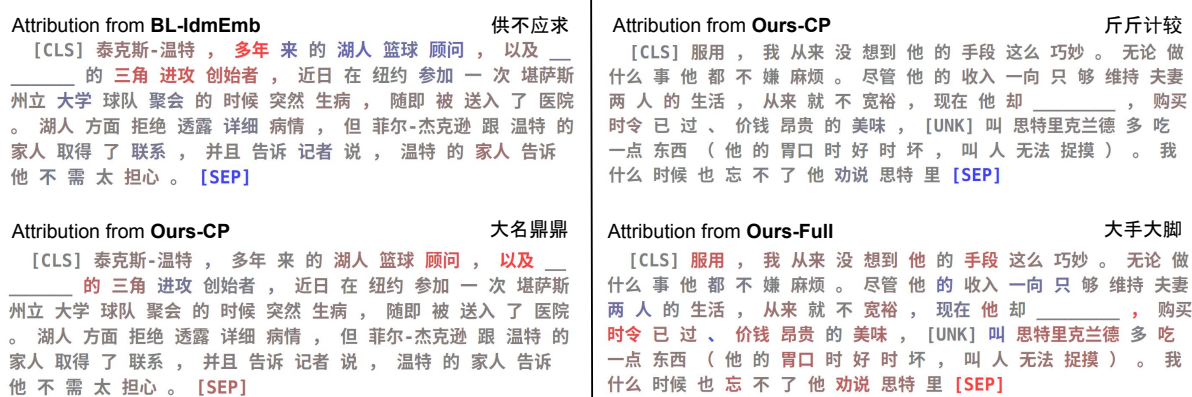 Attribution from BL-IdmEmb 供不应求
[CLS] 泰克斯-温特 , 多年 来 的 湖人 篮球 顾问 , 以及 __
_______ 的 三角 进攻 创始者 , 近日 在 纽约 参加 一 次 堪萨斯
州立 大学 球队 聚会 的 时候 突然 生病 , 随即 被 送入 了 医院
。 湖人 方面 拒绝 透露 详细 病情 , 但 菲尔-杰克逊 跟 温特 的
家人 取得 了 联系 , 并且 告诉 记者 说 , 温特 的 家人 告诉
他 不 需 太 担心 。 [SEP]
Attribution from Ours-CP 大名鼎鼎
[CLS] 泰克斯-温特 , 多年 来 的 湖人 篮球 顾问 , 以及 __
_______ 的 三角 进攻 创始者 , 近日 在 纽约 参加 一 次 堪萨斯
州立 大学 球队 聚会 的 时候 突然 生病 , 随即 被 送入 了 医院
。 湖人 方面 拒绝 透露 详细 病情 , 但 菲尔-杰克逊 跟 温特 的
家人 取得 了 联系 , 并且 告诉 记者 说 , 温特 的 家人 告诉
他 不 需 太 担心 。 [SEP]
Attribution from Ours-CP 斤斤计较
[CLS] 服用 , 我 从来 没 想到 他 的 手段 这么 巧妙 。 无论 做
什么 事 他 都 不 嫌 麻烦 。 尽管 他 的 收入 一向 只 够 维持 夫妻
两 人 的 生活 , 从来 就 不 宽裕 , 现在 他 却 _________ , 购买
时令 已 过 、 价钱 昂贵 的 美味 , [UNK] 叫 思特里克兰德 多 吃
一点 东西 ( 他 的 胃口 时 好 时 坏 , 叫 人 无法 捉摸 ) 。 我
什么 时候 也 忘 不 了 他 劝说 思特 里 [SEP]
Attribution from Ours-Full 大手大脚
[CLS] 服用 , 我 从来 没 想到 他 的 手段 这么 巧妙 。 无论 做
什么 事 他 都 不 嫌 麻烦 。 尽管 他 的 收入 一向 只 够 维持 夫妻
两 人 的 生活 , 从来 就 不 宽裕 , 现在 他 却 _________ , 购买
时令 已 过 、 价钱 昂贵 的 美味 , [UNK] 叫 思特里克兰德 多 吃
一点 东西 ( 他 的 胃口 时 好 时 坏 , 叫 人 无法 捉摸 ) 。 我
什么 时候 也 忘 不 了 他 劝说 思特 里 [SEP]